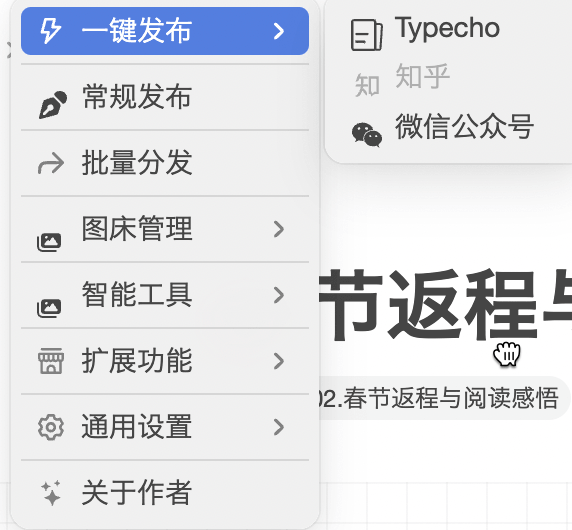 一键发布
常规发布
批量分发
图床管理
智能工具
扩展功能
通用设置
关于作者
Typecho
知 知乎
微信公众号
节返程与
02.春节返程与阅读感悟